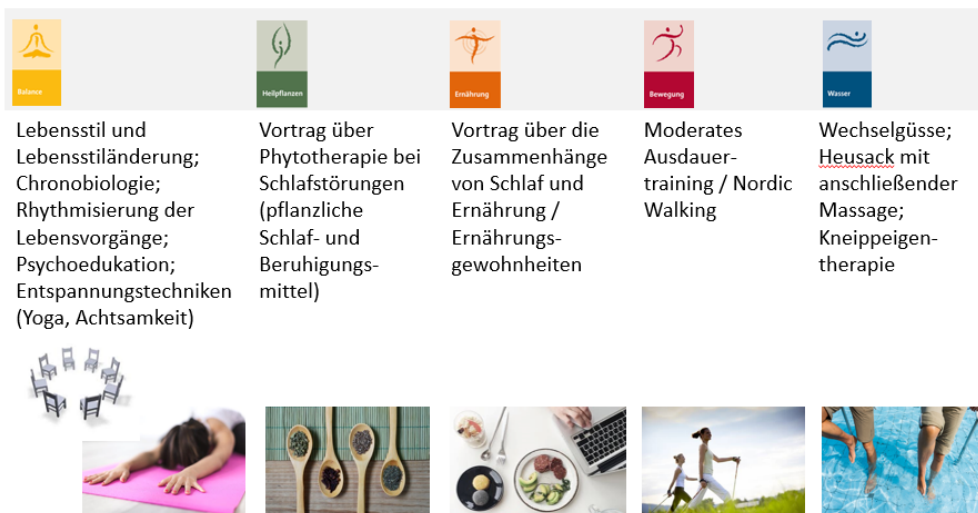 Balance
Heilpflanzen
Ernährung
Bewegung
Wasser
Lebensstil und
Lebensstiländerung;
Chronobiologie;
Rhythmisierung der
Lebensvorgänge;
Psychoedukation;
Entspannungstechniken
(Yoga, Achtsamkeit)
Vortrag über
Phytotherapie bei
Schlafstörungen
(pflanzliche
Schlaf- und
Beruhigungs-
mittel)
Vortrag über die
Zusammenhänge
von Schlaf und
Ernährung /
Ernährungs-
gewohnheiten
Moderates
Ausdauer-
training / Nordic
Walking
Wechselgüsse;
Heusack mit
anschließender
Massage;
Kneippeigen-
therapie